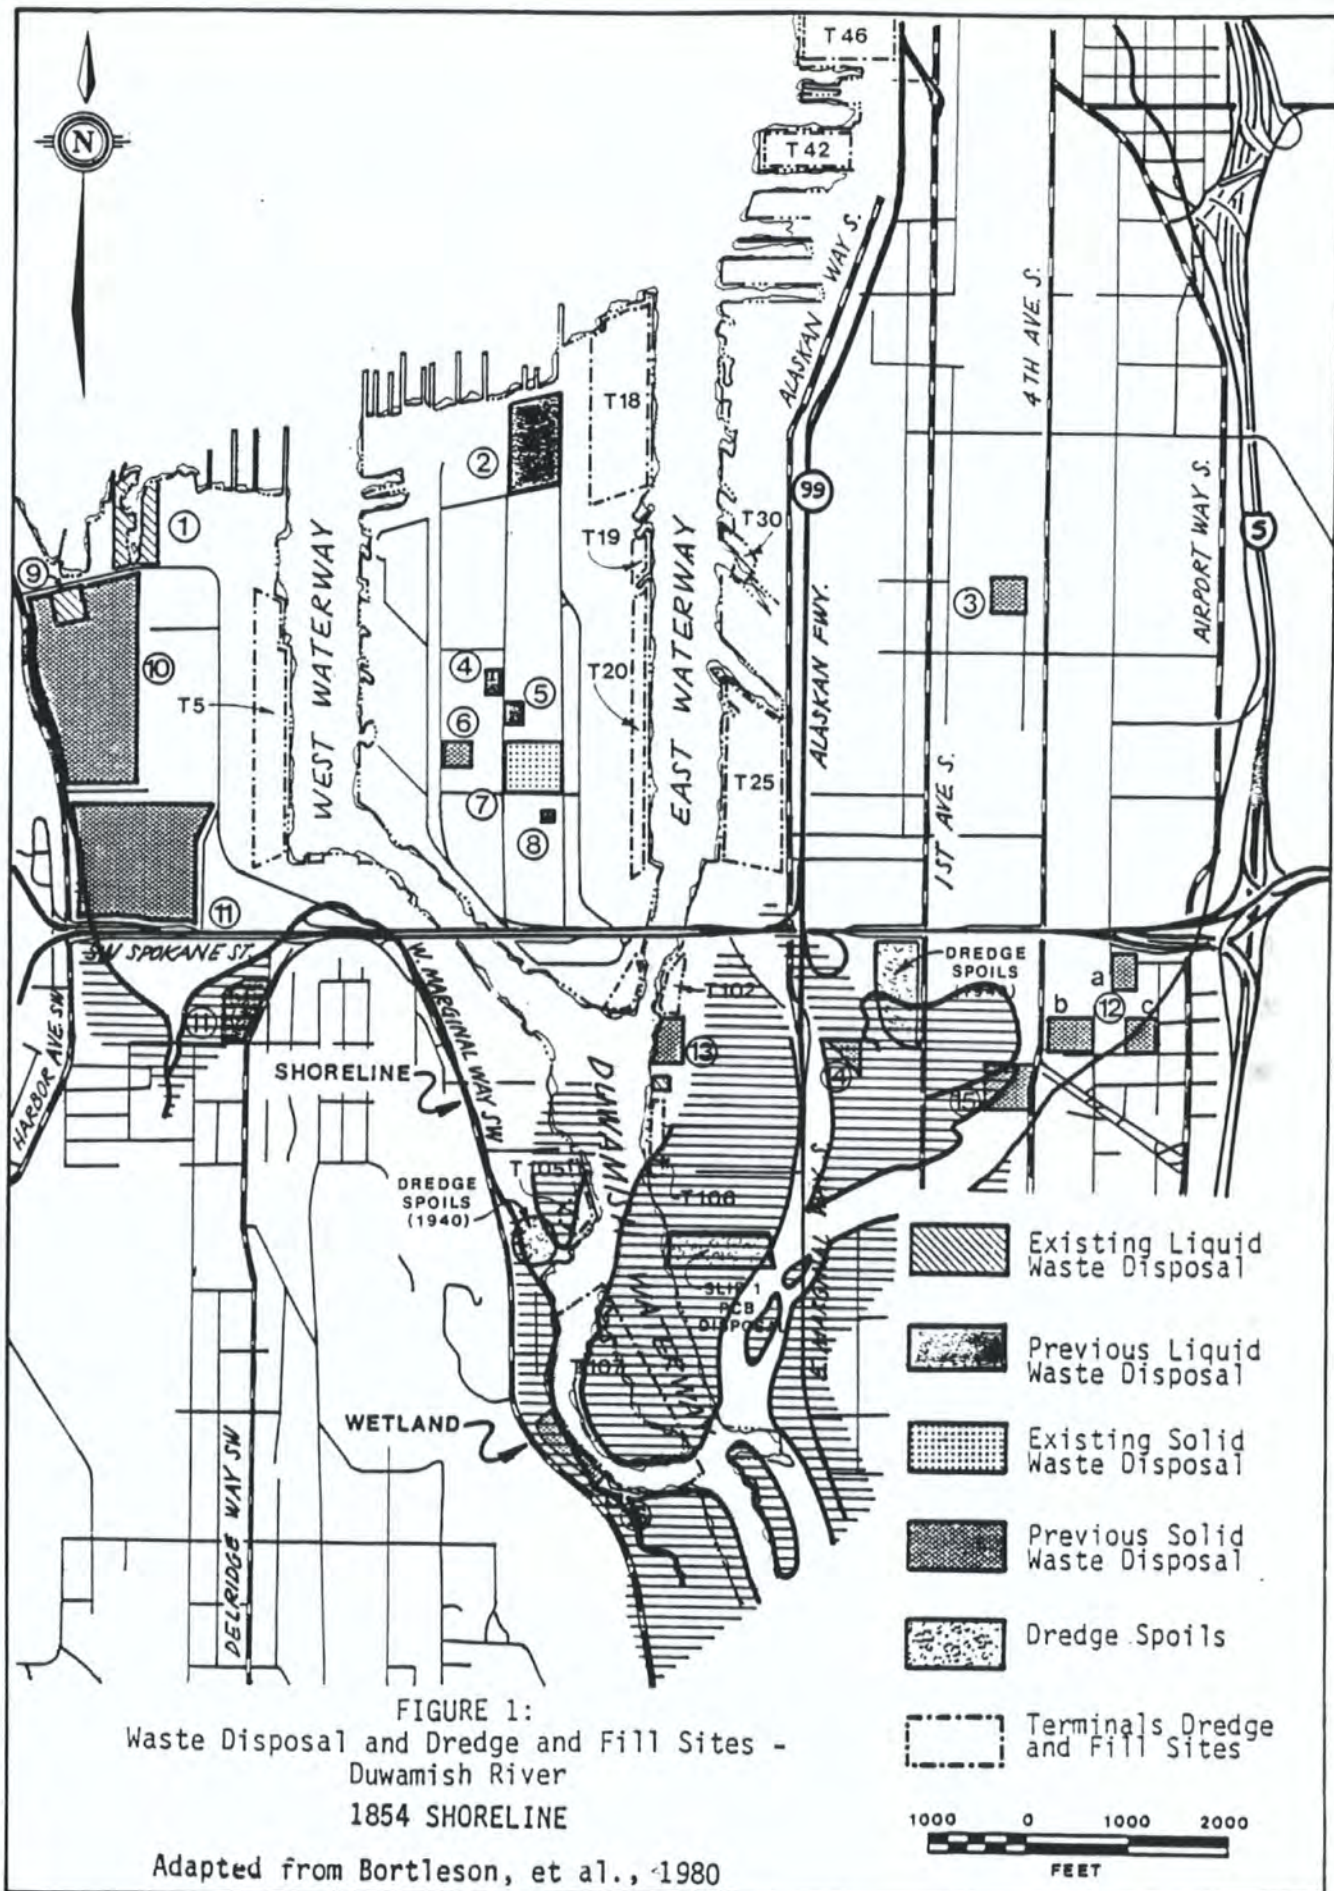 T 46
N
T 42
ALASKAN WAY S.
4TH AVE. S.
T18
2
99
1
T30
S
T19
WEST WATERWAY
EAST WATERWAY
9
3
AIRPORT WAY S.
ALASKAN FWY.
10
4
5
T20
T5
6
T25
7
8
1ST AVE S.
11
SW SPOKANE ST.
DREDGE
SPOILS
a
T102
b
12
c
W. MARGINAL WAY SW
11
HARBOR AVE. SW
13
14
SHORELINE
15
T105
DREDGE
SPOILS
(1940)
T106
SLIP 1
PCB
DISPOSAL
T107
WETLAND
DELRIDGE WAY SW
Existing Liquid
Waste Disposal
Previous Liquid
Waste Disposal
Existing Solid
Waste Disposal
Previous Solid
Waste Disposal
Dredge Spoils
Terminals Dredge
and Fill Sites
FIGURE 1:
Waste Disposal and Dredge and Fill Sites -
Duwamish River
1854 SHORELINE
Adapted from Bortleson, et al., 1980
1000 0 1000 2000
FEET